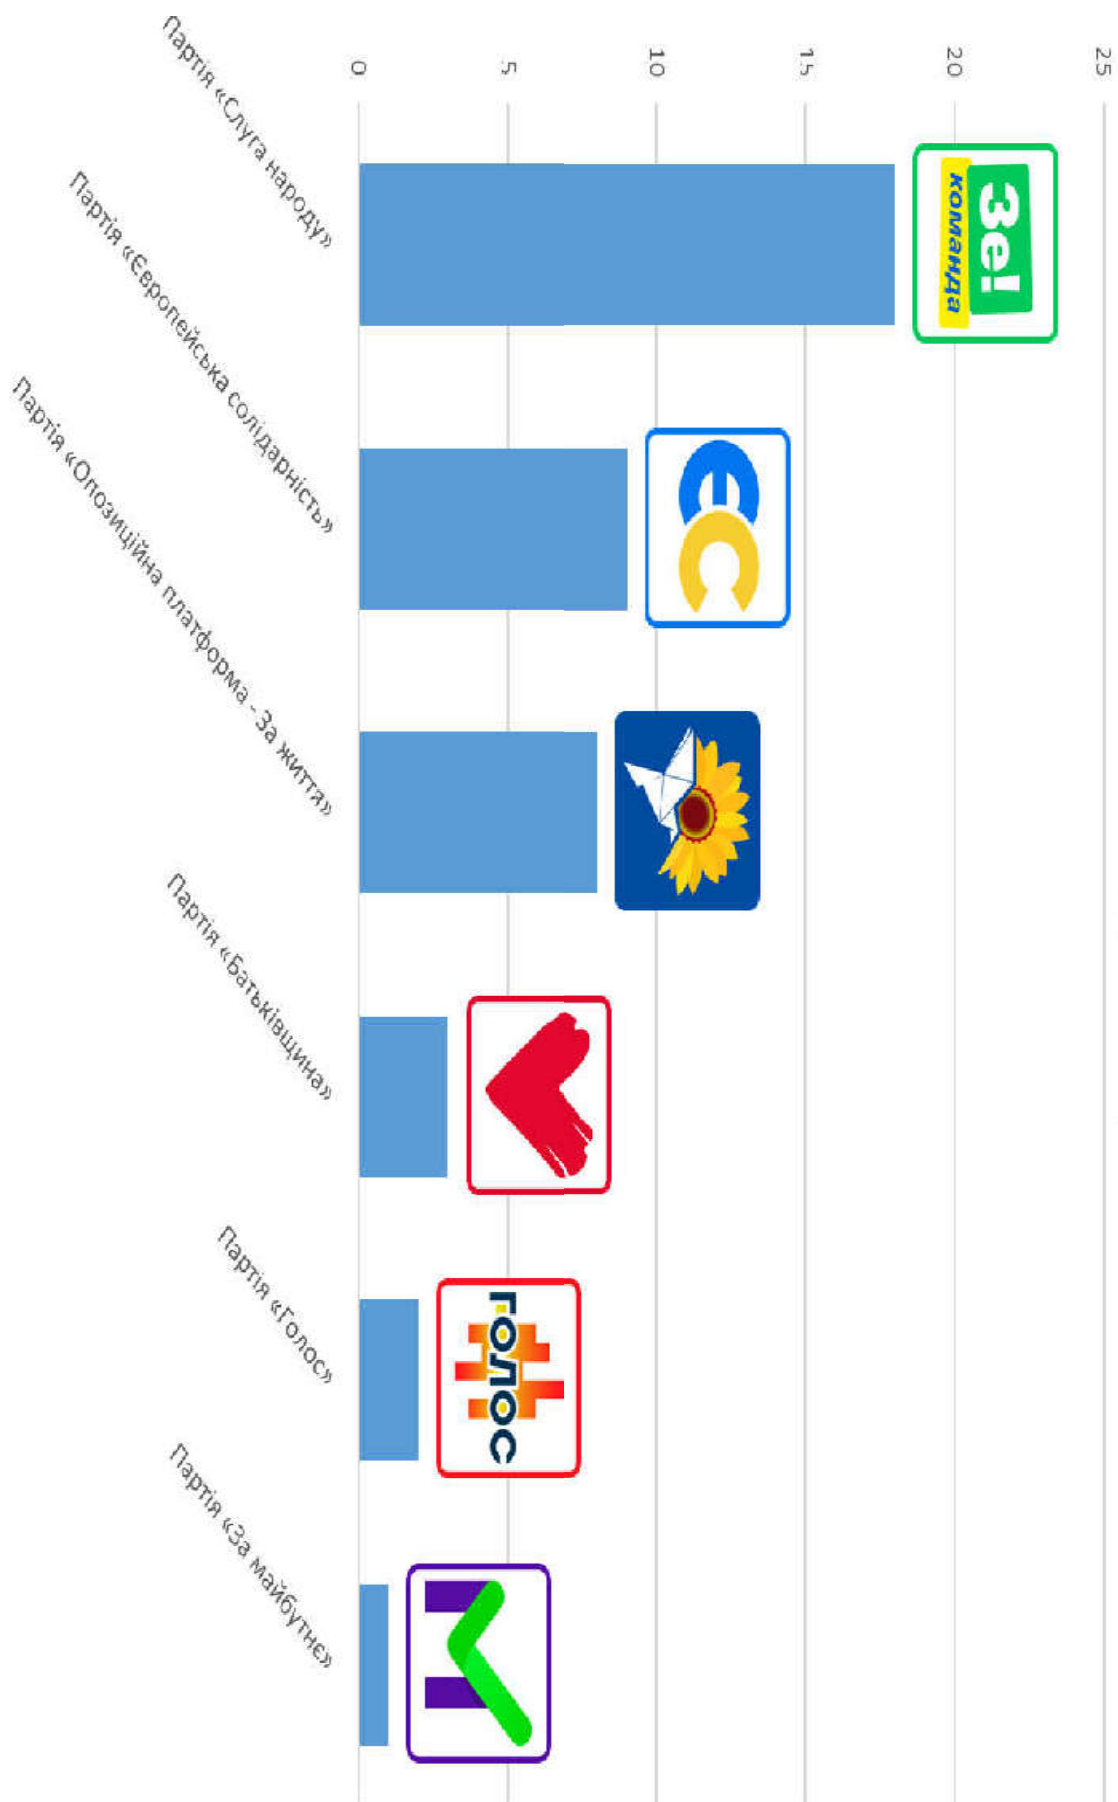 25
20
15
10
5
0
Зе!
команда
ЄС
ГОЛОС
Партія «Слуга народу»
Партія «Європейська солідарність»
Партія «Опозиційна платформа - За життя»
Партія «Батьківщина»
Партія «Голос»
Партія «За майбутнє»